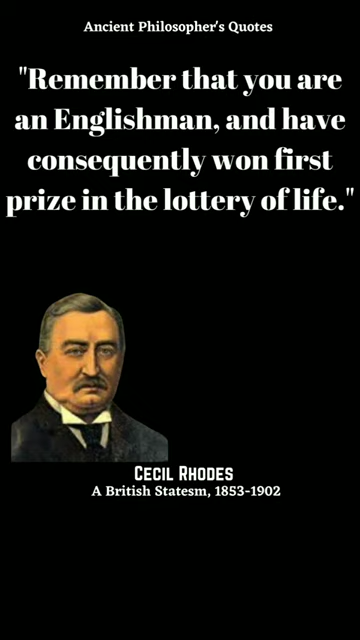 Ancient Philosopher's Quotes
"Remember that you are
an Englishman, and have
consequently won first
prize in the lottery of life."
Cecil Rhodes
A British Statesm, 1853-1902